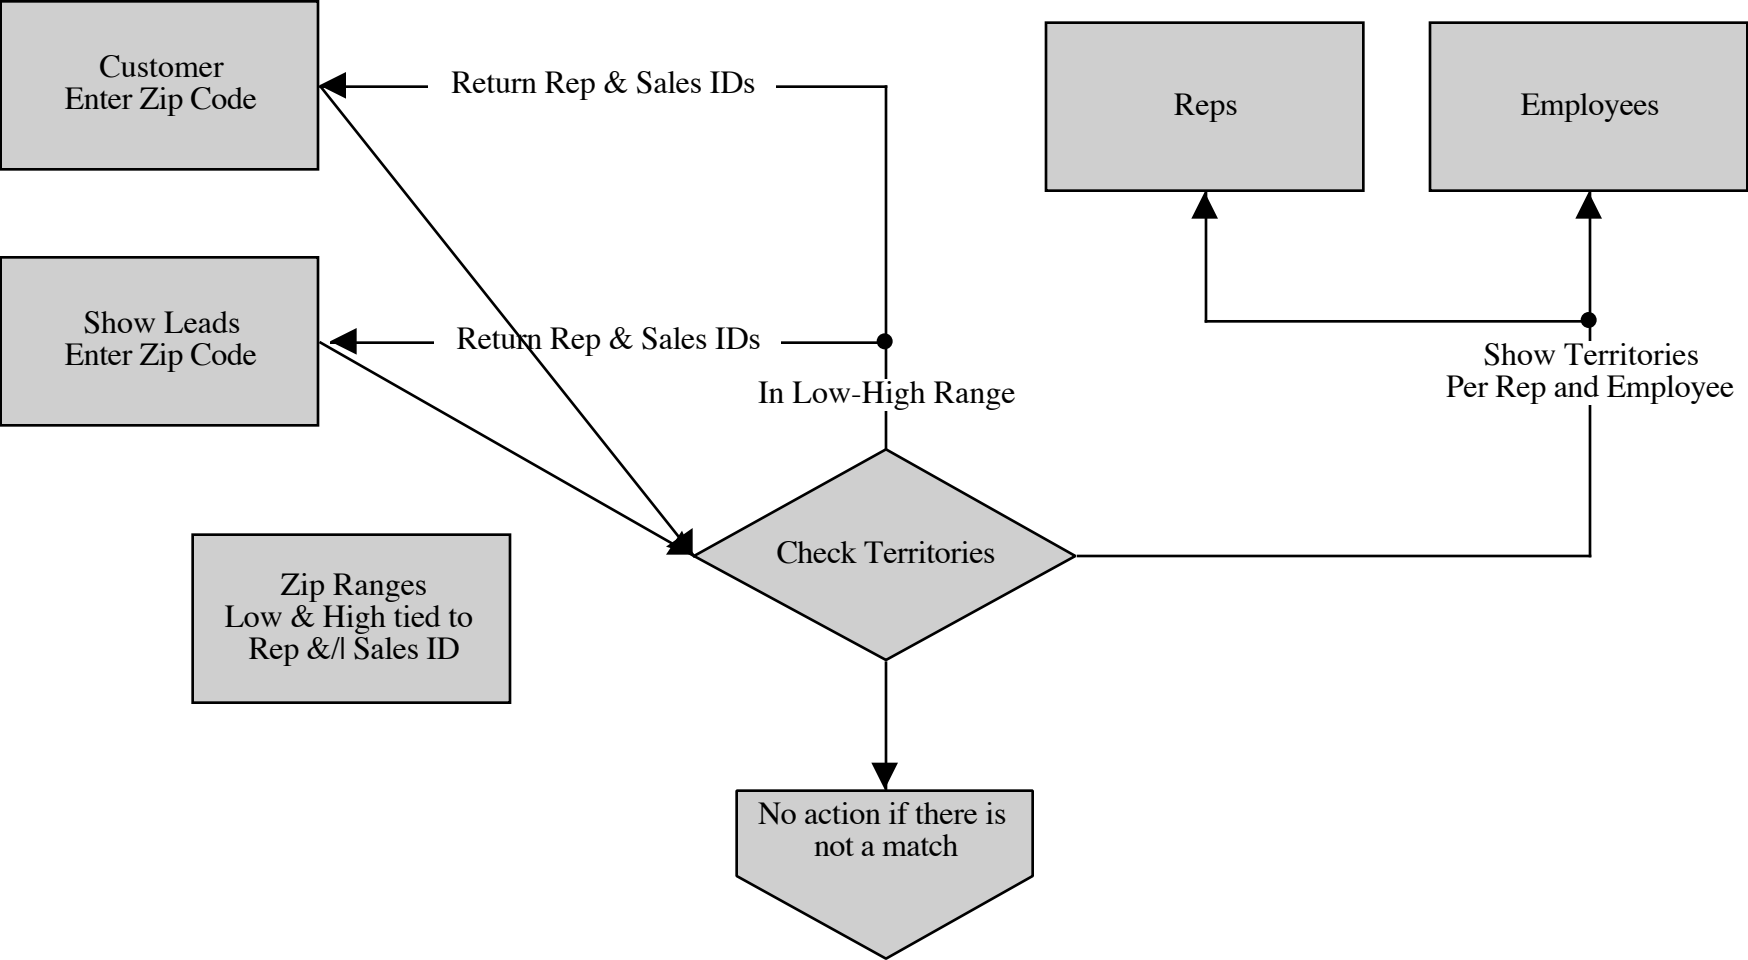 Customer
Enter Zip Code
Return Rep & Sales IDs
Reps
Employees
Show Leads
Enter Zip Code
Return Rep & Sales IDs
In Low-High Range
Show Territories
Per Rep and Employee
Check Territories
Zip Ranges
Low & High tied to
Rep &/| Sales ID
No action if there is
not a match